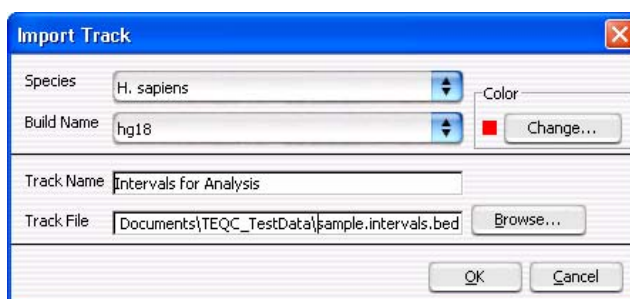 Import Track
Species H. sapiens
Color
Build Name hg18 Change...
Track Name Intervals for Analysis
Track File Documents\TEQC_TestData\sample.intervals.bed Browse...
OK Cancel